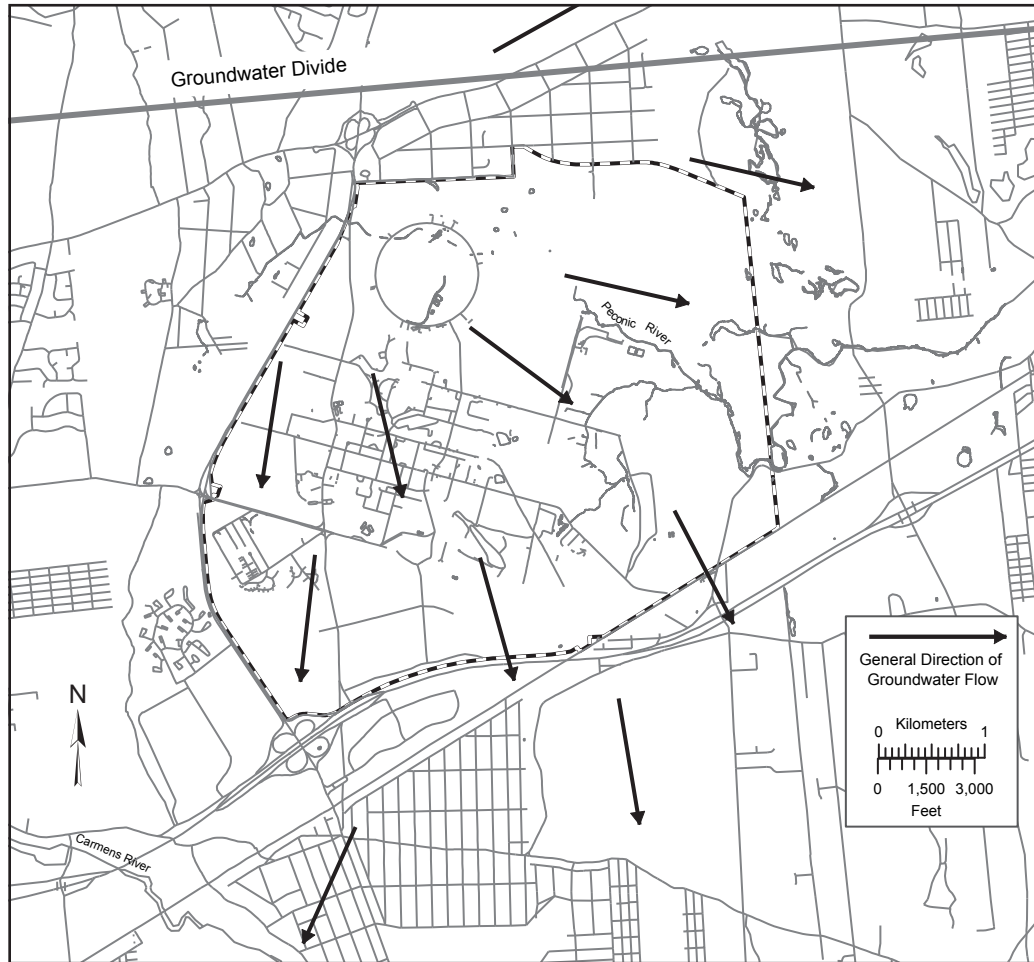 Groundwater Divide
Peconic River
N
General Direction of
Groundwater Flow
Kilometers
0 1
0 1,500 3,000
Feet
Carmens River